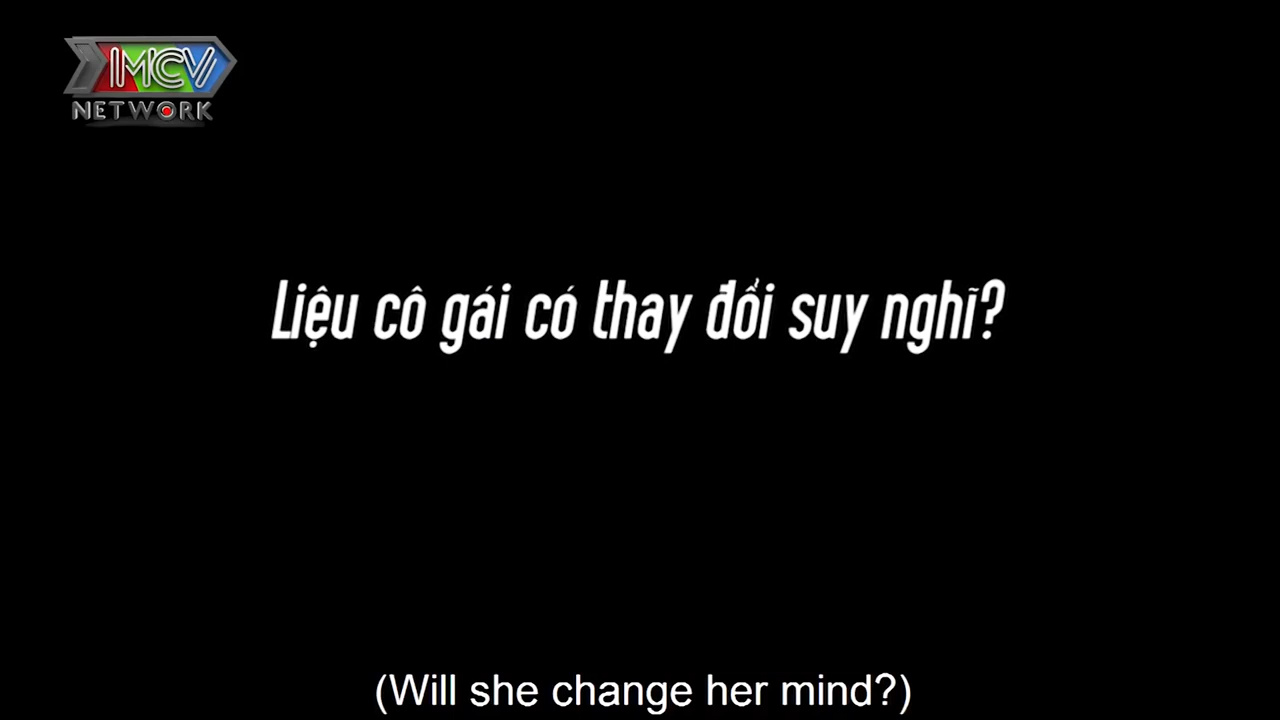 MCV
NETWORK
Liệu cô gái có thay đổi suy nghĩ?
(Will she change her mind?)